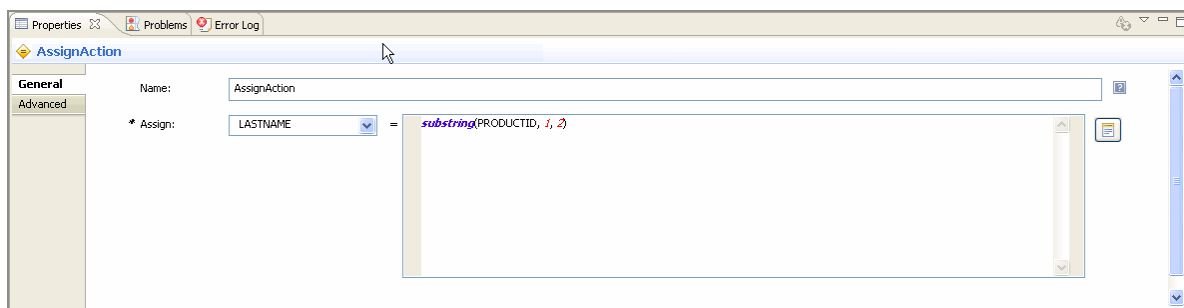 Properties Problems Error Log
AssignAction
General
Advanced
Name: AssignAction
* Assign: LASTNAME = substring(PRODUCTID, 1, 2)